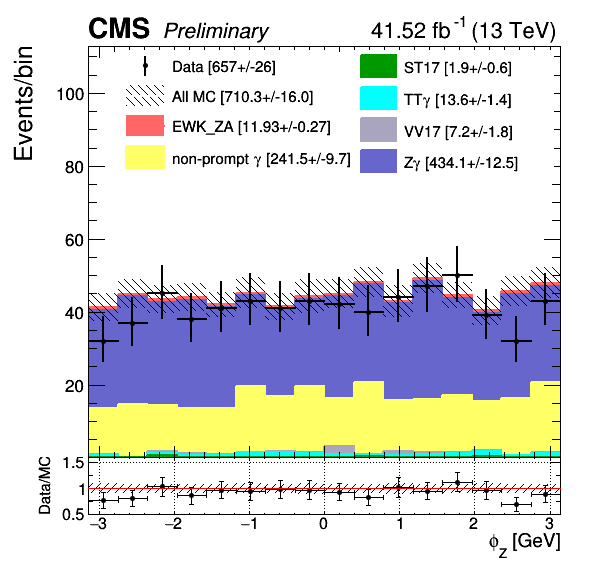 CMS Preliminary 41.52 fb⁻¹ (13 TeV)
Events/bin
Data [657+/-26]
All MC [710.3+/-16.0]
EWK_ZA [11.93+/-0.27]
non-prompt γ [241.5+/-9.7]
ST17 [1.9+/-0.6]
TTγ [13.6+/-1.4]
VV17 [7.2+/-1.8]
Zγ [434.1+/-12.5]
100
80
60
40
20
Data/MC
1.5
1
0.5
−3 −2 −1 0 1 2 3
ϕ_Z [GeV]